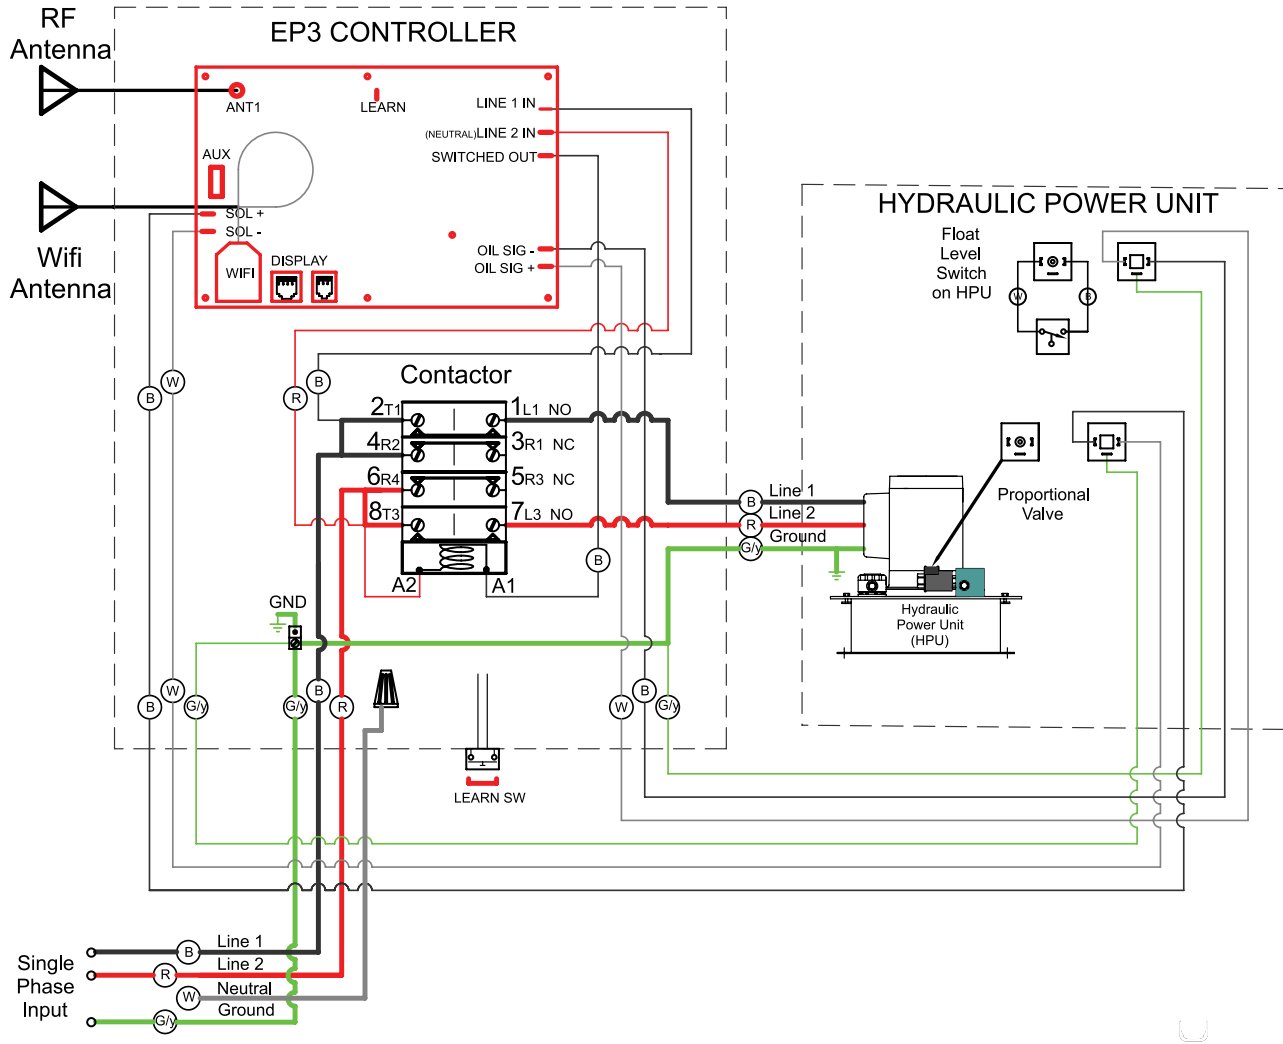 RF
Antenna
EP3 CONTROLLER
ANT1
LEARN
LINE 1 IN
(NEUTRAL)LINE 2 IN
SWITCHED OUT
AUX
SOL +
SOL -
WIFI
DISPLAY
OIL SIG -
OIL SIG +
Wifi
Antenna
HYDRAULIC POWER UNIT
Float
Level
Switch
on HPU
W
B
W
B
R
B
Contactor
2T1
1L1 NO
4R2
3R1 NC
6R4
5R3 NC
8T3
7L3 NO
A2
A1
B
B
Line 1
R
Line 2
G/y
Ground
Proportional
Valve
Hydraulic
Power Unit
(HPU)
GND
B
W
G/y
G/y
B
R
W
B
G/y
LEARN SW
Single
Phase
Input
B
Line 1
R
Line 2
W
Neutral
G/y
Ground